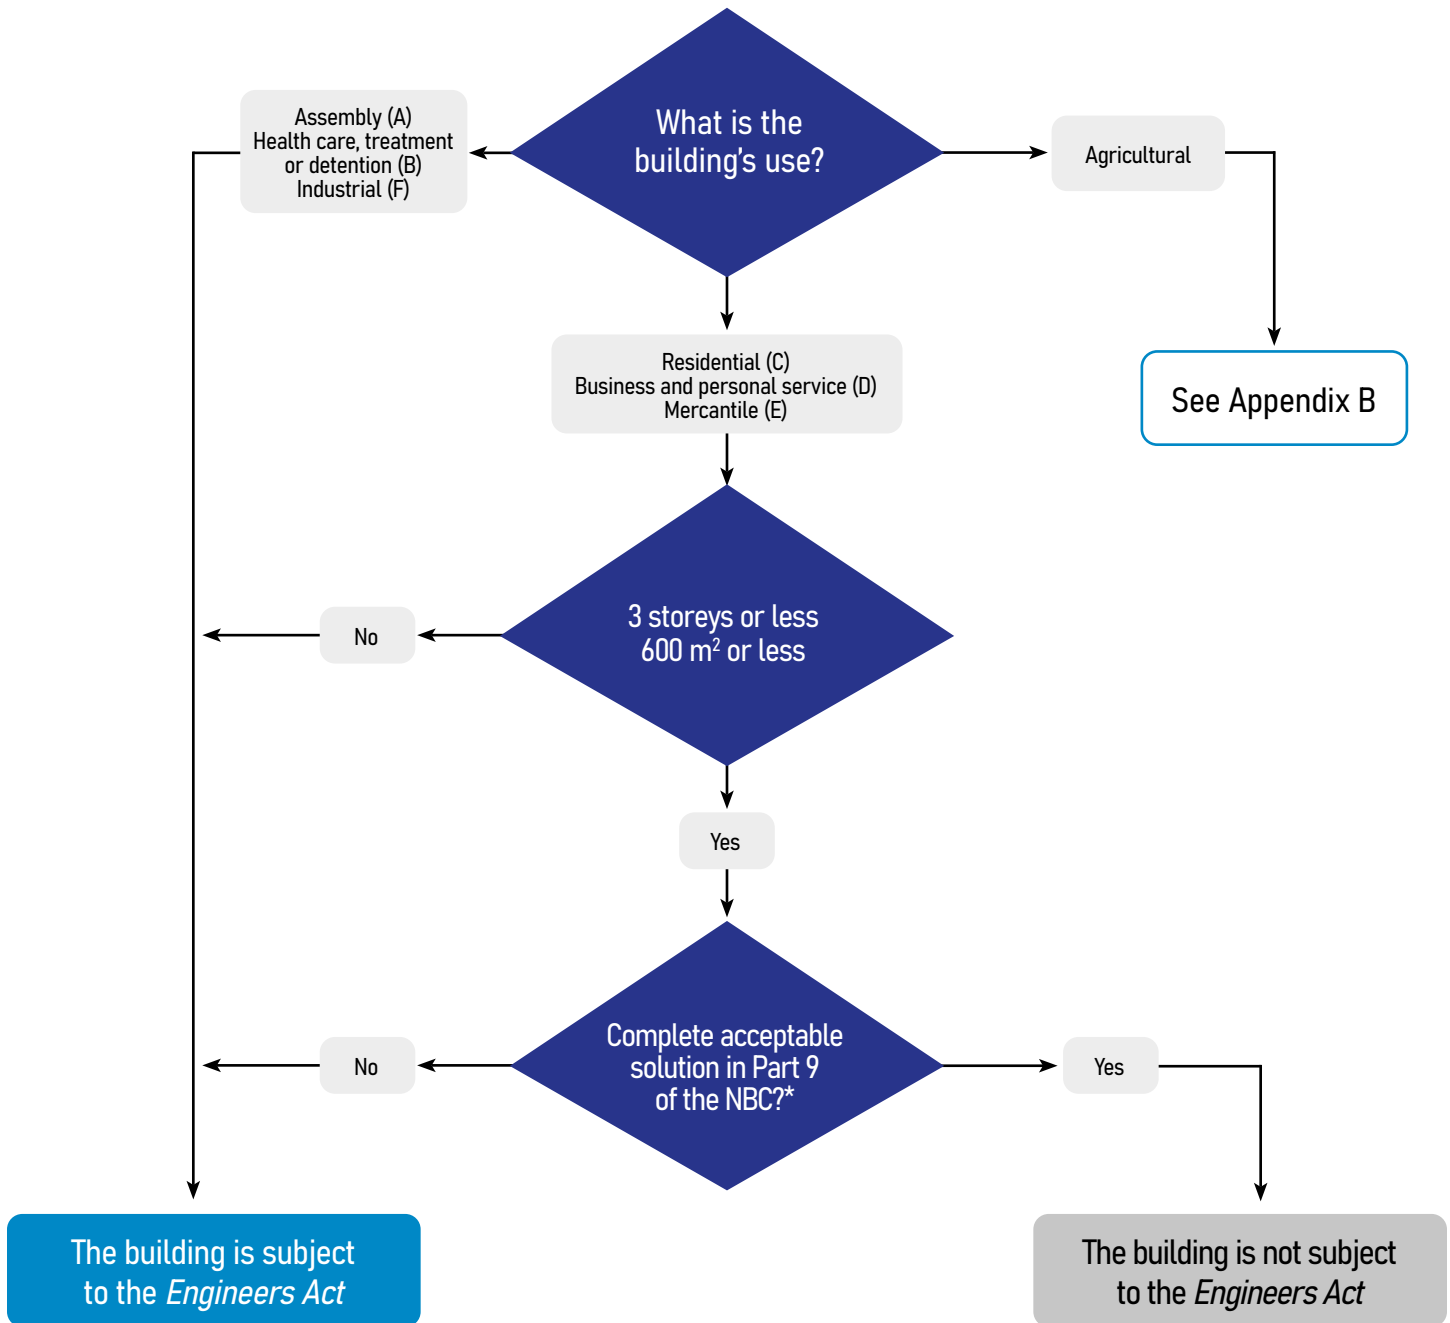 What is the
building's use?
Assembly (A)
Health care, treatment
or detention (B)
Industrial (F)
Agricultural
Residential (C)
Business and personal service (D)
Mercantile (E)
See Appendix B
3 storeys or less
600 m² or less
No
Yes
Complete acceptable
solution in Part 9
of the NBC?*
No
Yes
The building is subject
to the Engineers Act
The building is not subject
to the Engineers Act